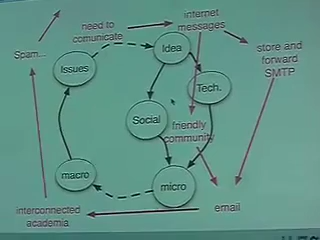 need to
comunicate
internet
messages
Idea
Spam...
store and
forward
SMTP
Issues
Tech.
Social
friendly
community
macro
micro
interconnected
academia
email